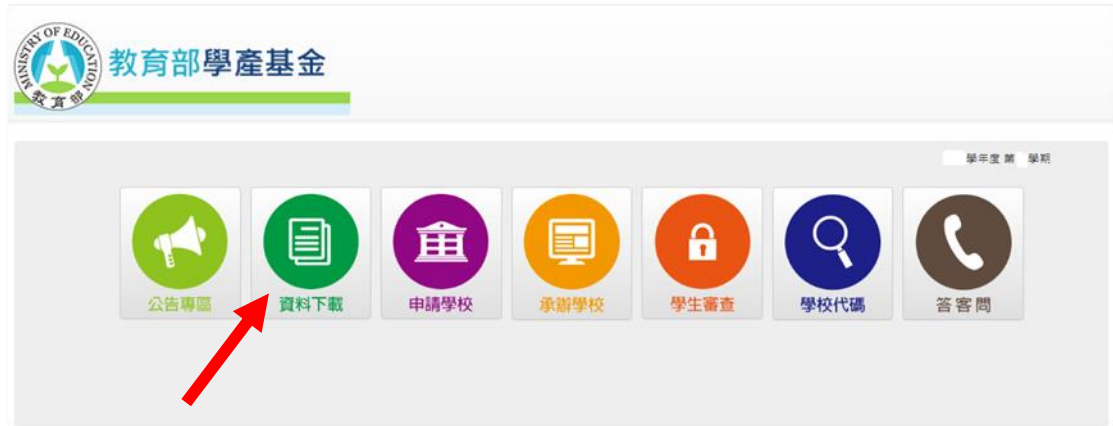 MINISTRY OF EDUCATION
教育部
教育部學產基金
學年度 第 學期
公告專區
資料下載
申請學校
承辦學校
學生審查
學校代碼
答客問